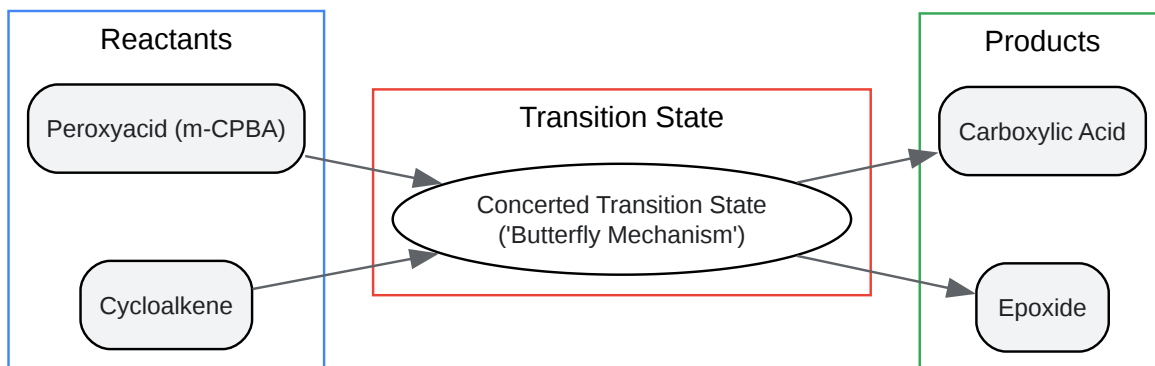 Reactants
Peroxyacid (m-CPBA)
Cycloalkene
Transition State
Concerted Transition State
('Butterfly Mechanism')
Products
Carboxylic Acid
Epoxide